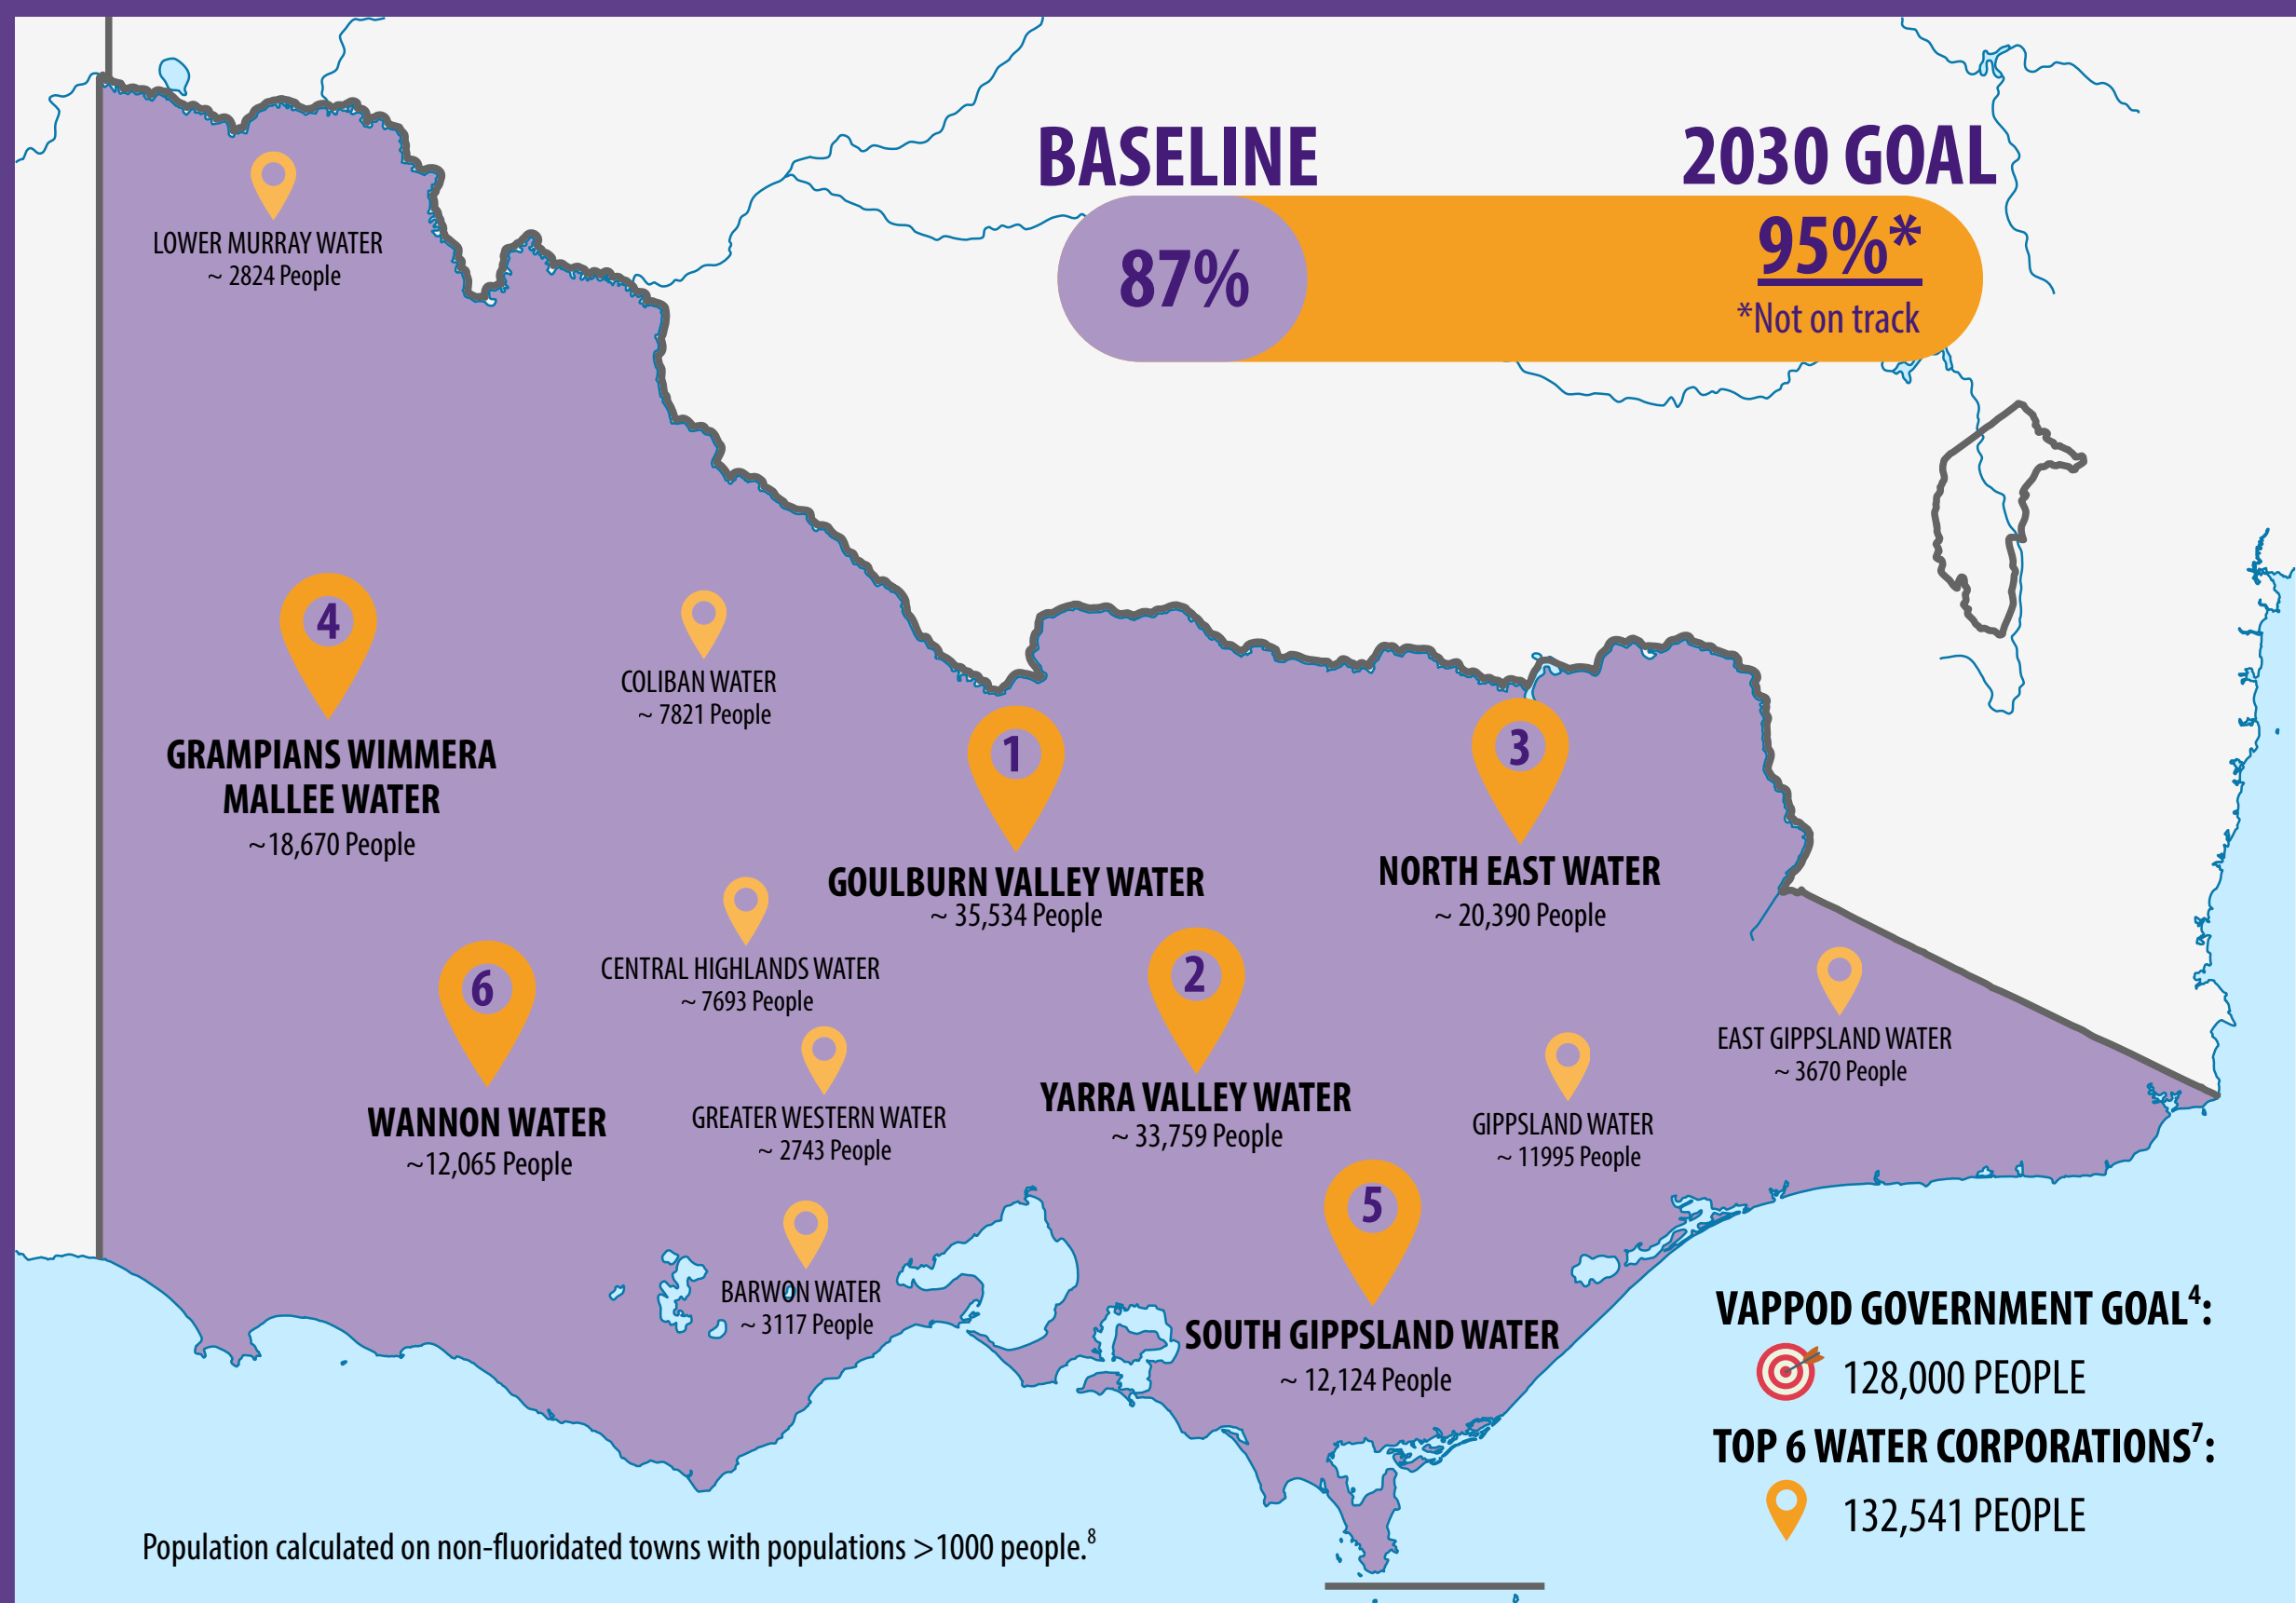 BASELINE
2030 GOAL
87%
95%*
*Not on track
LOWER MURRAY WATER
~ 2824 People
4
GRAMPIANS WIMMERA
MALLEE WATER
~18,670 People
COLIBAN WATER
~ 7821 People
1
GOULBURN VALLEY WATER
~ 35,534 People
3
NORTH EAST WATER
~ 20,390 People
CENTRAL HIGHLANDS WATER
~ 7693 People
6
WANNON WATER
~12,065 People
2
YARRA VALLEY WATER
~ 33,759 People
EAST GIPPSLAND WATER
~ 3670 People
GREATER WESTERN WATER
~ 2743 People
GIPPSLAND WATER
~ 11995 People
BARWON WATER
~ 3117 People
5
SOUTH GIPPSLAND WATER
~ 12,124 People
VAPPOD GOVERNMENT GOAL⁴:
128,000 PEOPLE
TOP 6 WATER CORPORATIONS⁷:
132,541 PEOPLE
Population calculated on non-fluoridated towns with populations >1000 people.⁸